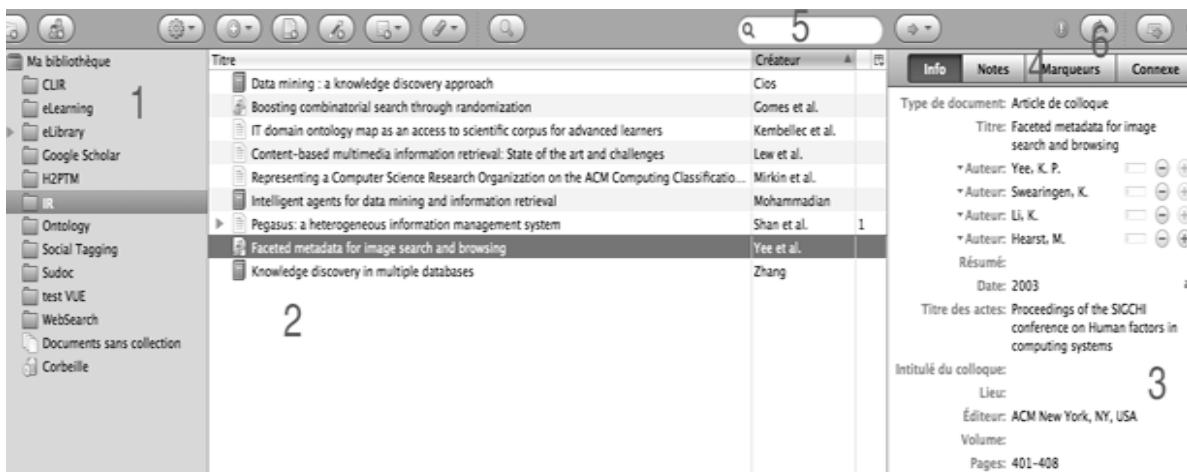 5
6
Ma bibliothèque
CLIR
eLearning
1
eLibrary
Google Scholar
H2PTM
IR
Ontology
Social Tagging
Sudoc
test VUE
WebSearch
Documents sans collection
Corbeille
Titre Créateur
Data mining : a knowledge discovery approach Cios
Boosting combinatorial search through randomization Gomes et al.
IT domain ontology map as an access to scientific corpus for advanced learners Kembellec et al.
Content-based multimedia information retrieval: State of the art and challenges Lew et al.
Representing a Computer Science Research Organization on the ACM Computing Classificatio... Mirkin et al.
Intelligent agents for data mining and information retrieval Mohammadian
Pegasus: a heterogeneous information management system Shan et al. 1
Faceted metadata for image search and browsing Yee et al.
Knowledge discovery in multiple databases Zhang
2
4
Info Notes Marqueurs Connexe
Type de document: Article de colloque
Titre: Faceted metadata for image
search and browsing
Auteur: Yee, K. P.
Auteur: Swearingen, K.
Auteur: Li, K.
Auteur: Hearst, M.
Résumé:
Date: 2003
Titre des actes: Proceedings of the SIGCHI
conference on Human factors in
computing systems
Intitulé du colloque:
3
Lieu:
Éditeur: ACM New York, NY, USA
Volume:
Pages: 401-408